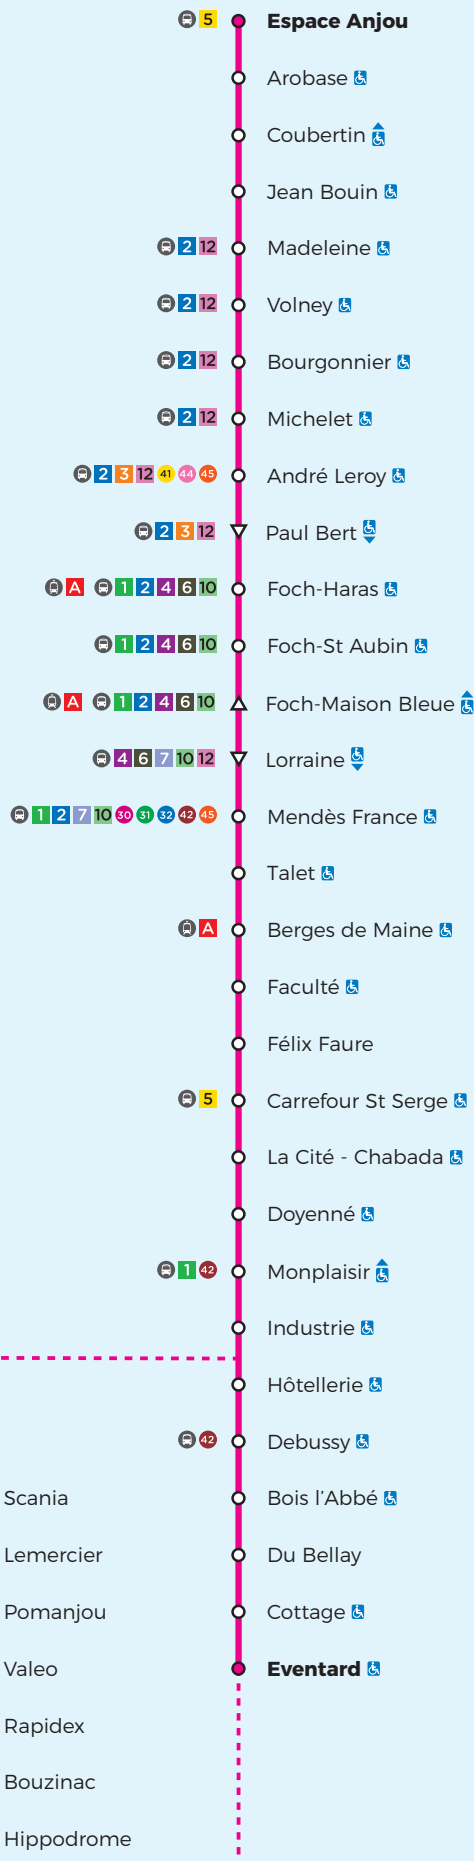 5 Espace Anjou
Arobase
Coubertin
Jean Bouin
2 12 Madeleine
2 12 Volney
2 12 Bourgonnier
2 12 Michelet
2 3 12 41 44 45 André Leroy
2 3 12 Paul Bert
A 1 2 4 6 10 Foch-Haras
1 2 4 6 10 Foch-St Aubin
A 1 2 4 6 10 Foch-Maison Bleue
4 6 7 10 12 Lorraine
1 2 7 10 30 31 32 42 45 Mendès France
Talet
A Berges de Maine
Faculté
Félix Faure
5 Carrefour St Serge
La Cité - Chabada
Doyenné
1 42 Monplaisir
Industrie
Hôtellerie
42 Debussy
Scania Bois l’Abbé
Lemercier Du Bellay
Pomanjou Cottage
Valeo Eventard
Rapidex
Bouzinac
Hippodrome